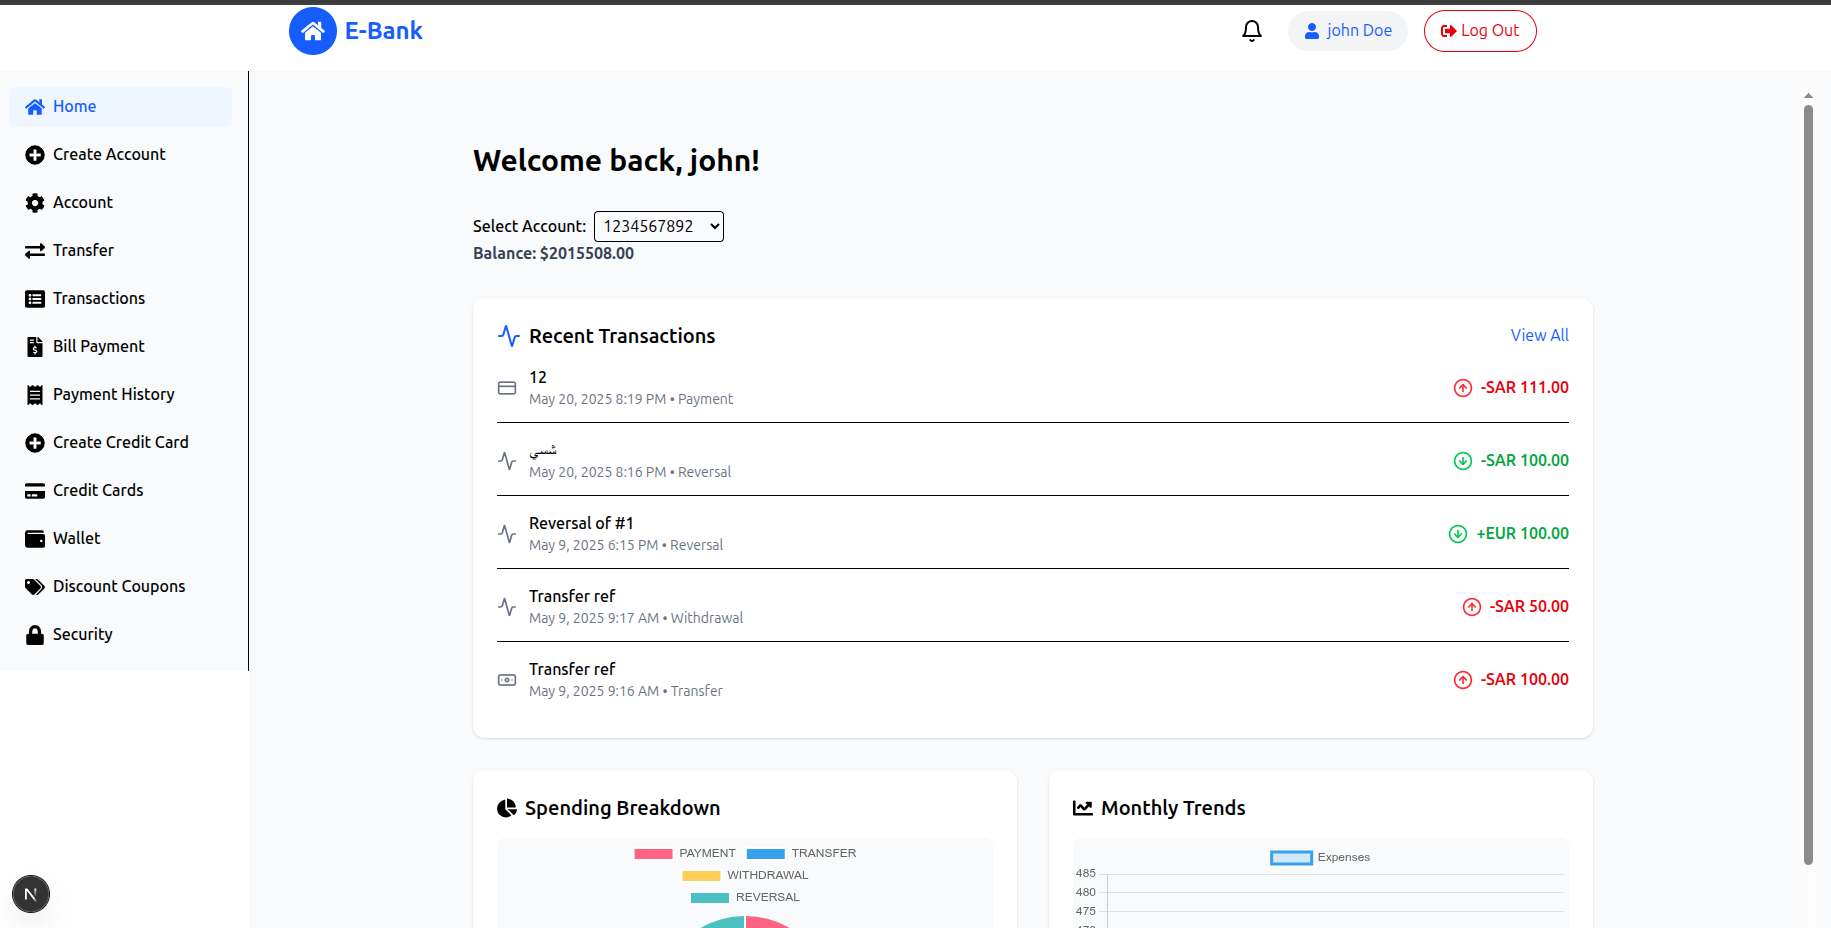 E-Bank
john Doe
Log Out
Home
Create Account
Account
Transfer
Transactions
Bill Payment
Payment History
Create Credit Card
Credit Cards
Wallet
Discount Coupons
Security
N
Welcome back, john!
Select Account: 1234567892
Balance: $2015508.00
Recent Transactions
View All
12
May 20, 2025 8:19 PM • Payment
-SAR 111.00
شسي
May 20, 2025 8:16 PM • Reversal
-SAR 100.00
Reversal of #1
May 9, 2025 6:15 PM • Reversal
+EUR 100.00
Transfer ref
May 9, 2025 9:17 AM • Withdrawal
-SAR 50.00
Transfer ref
May 9, 2025 9:16 AM • Transfer
-SAR 100.00
Spending Breakdown
PAYMENT TRANSFER
WITHDRAWAL
REVERSAL
Monthly Trends
Expenses
485
480
475